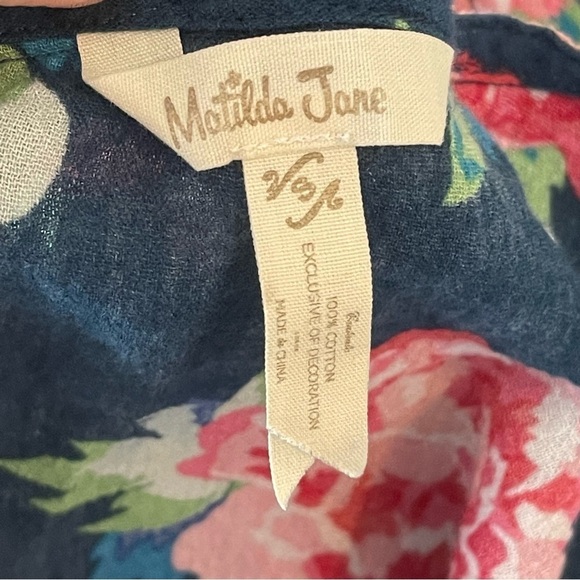 Matilda Jane
100% COTTON
EXCLUSIVE OF DECORATION
MADE in CHINA